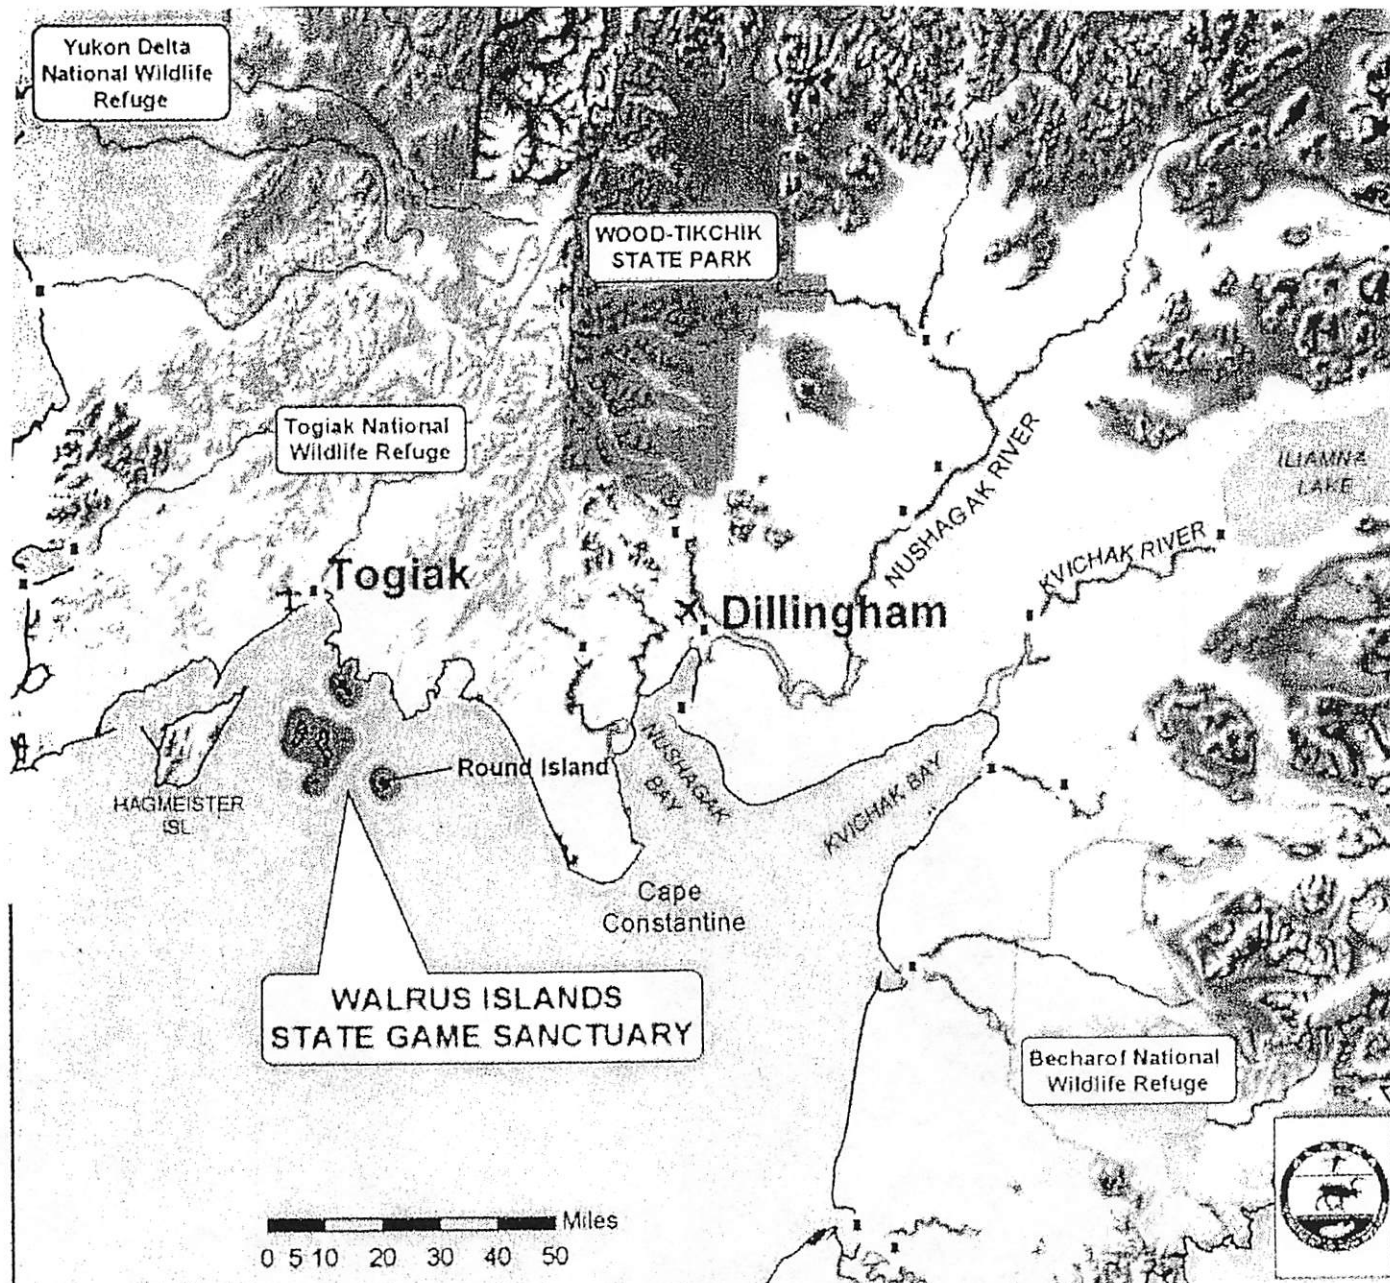 Yukon Delta
National Wildlife
Refuge
WOOD-TIKCHIK
STATE PARK
Togiak National
Wildlife Refuge
ILIAMNA
LAKE
NUSHAGAK RIVER
KVICHAK RIVER
Togiak
Dillingham
Round Island
NUSHAGAK
BAY
KVICHAK BAY
HAGMEISTER
ISL.
Cape
Constantine
WALRUS ISLANDS
STATE GAME SANCTUARY
Becharof National
Wildlife Refuge
Miles
0 5 10 20 30 40 50